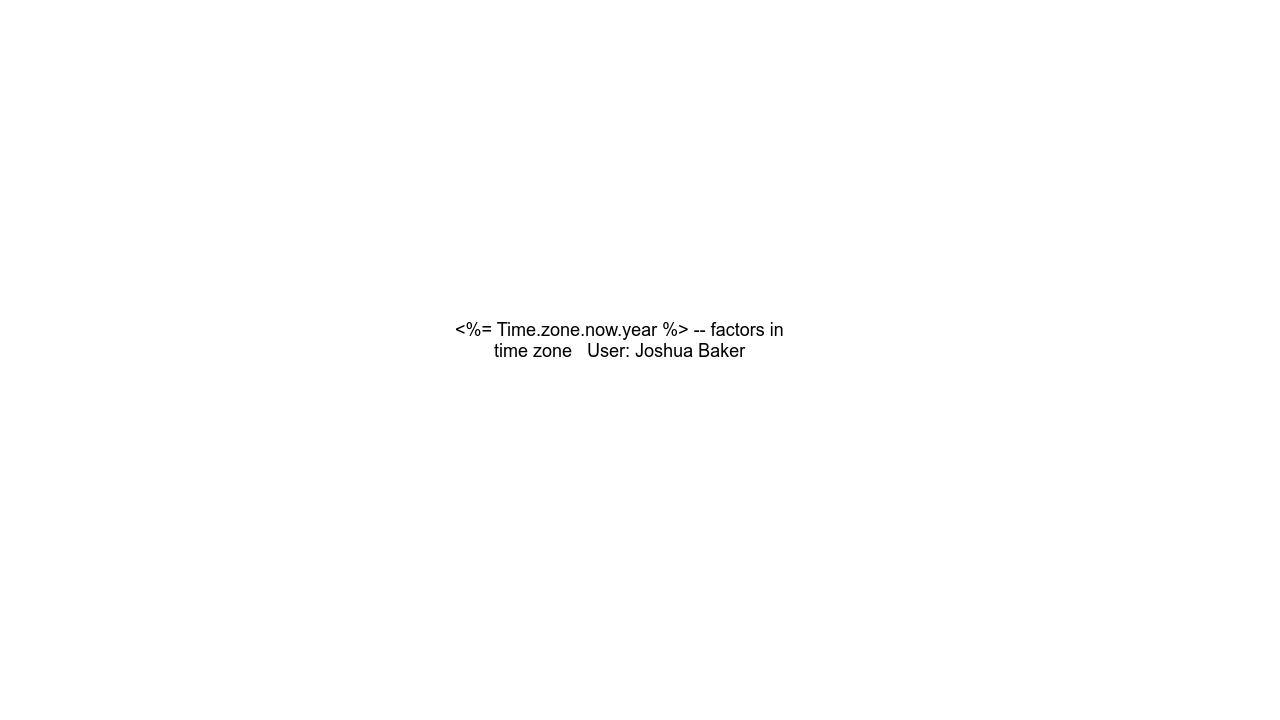 <%= Time.zone.now.year %> -- factors in
time zone   User: Joshua Baker